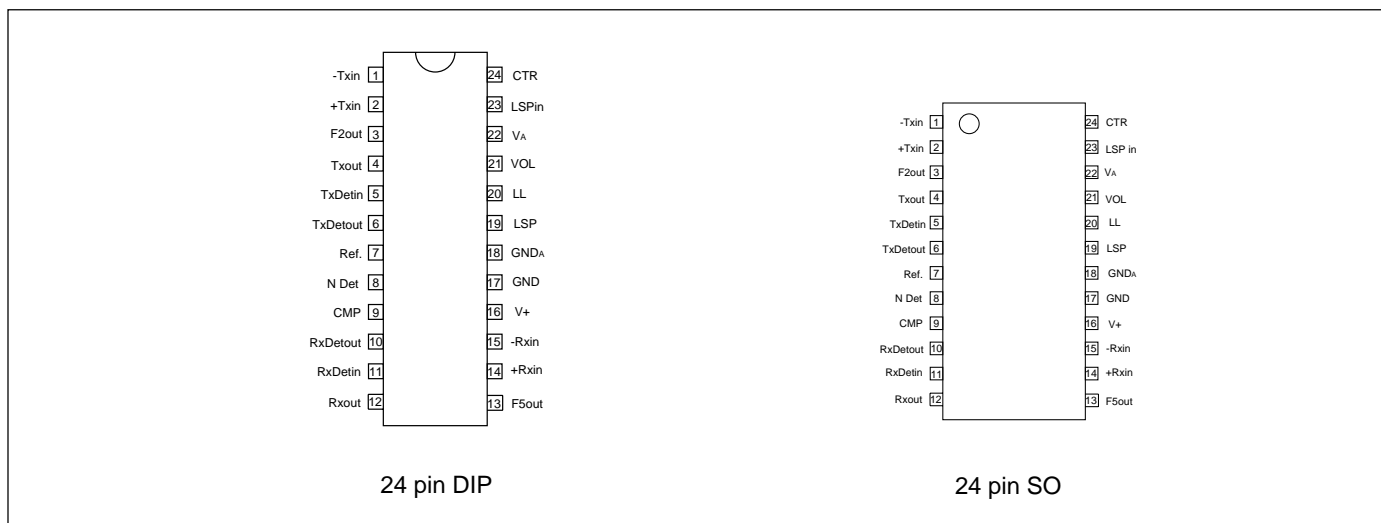 -Txin 1 24 CTR
+Txin 2 23 LSPin
F2out 3 22 VA
Txout 4 21 VOL
TxDetin 5 20 LL
TxDetout 6 19 LSP
Ref. 7 18 GNDA
N Det 8 17 GND
CMP 9 16 V+
RxDetout 10 15 -Rxin
RxDetin 11 14 +Rxin
Rxout 12 13 F5out
24 pin DIP
-Txin 1 24 CTR
+Txin 2 23 LSP in
F2out 3 22 VA
Txout 4 21 VOL
TxDetin 5 20 LL
TxDetout 6 19 LSP
Ref. 7 18 GNDA
N Det 8 17 GND
CMP 9 16 V+
RxDetout 10 15 -Rxin
RxDetin 11 14 +Rxin
Rxout 12 13 F5out
24 pin SO